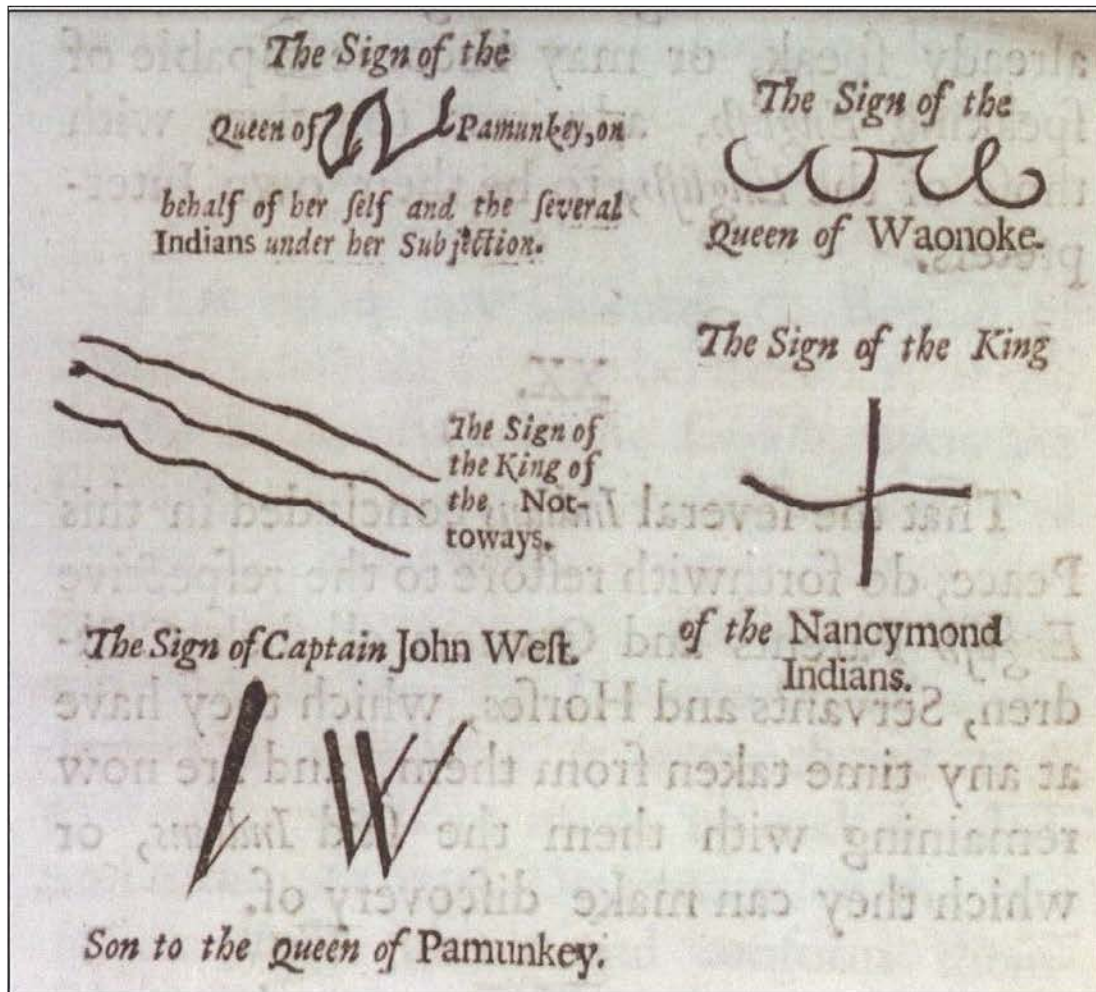 The Sign of the
Queen of Pamunkey, on
behalf of her ſelf and the ſeveral
Indians under her Subjection.
The Sign of the
Queen of Waonoke.
The Sign of
the King of
the Not-
toways.
The Sign of the King
of the Nancymond
Indians.
The Sign of Captain John Weſt.
Son to the Queen of Pamunkey.